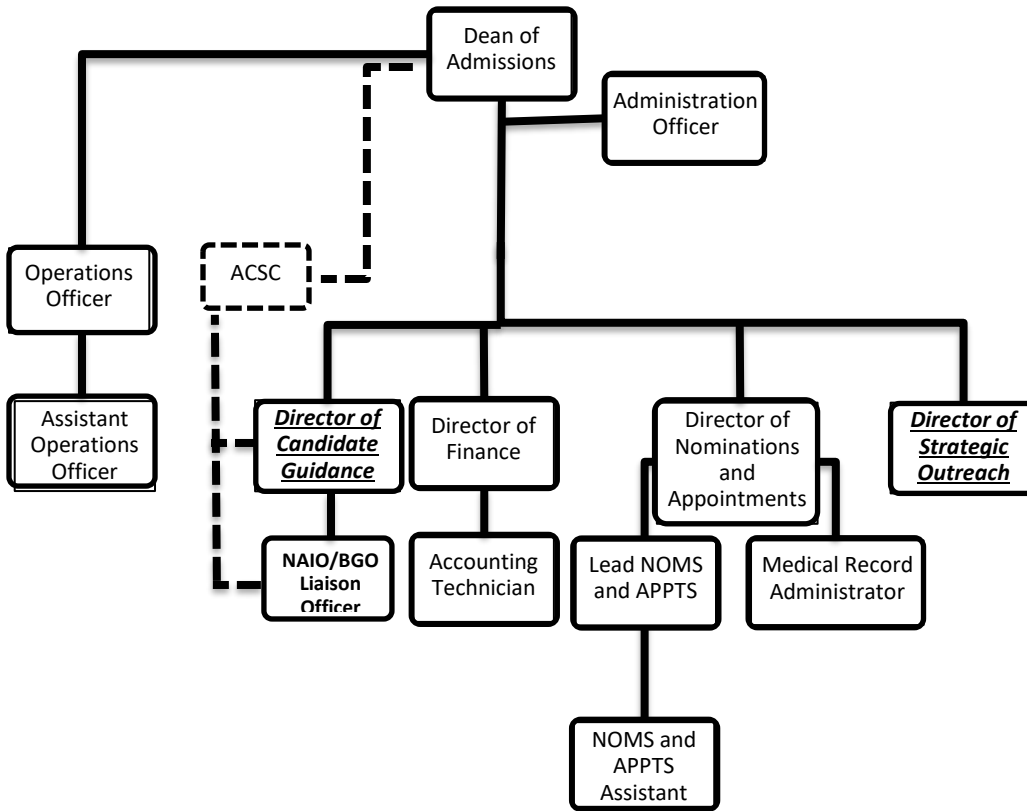 Dean of
Admissions
Administration
Officer
Operations
Officer
ACSC
Assistant
Operations
Officer
Director of
Candidate
Guidance
Director of
Finance
Director of
Nominations
and
Appointments
Director of
Strategic
Outreach
NAIO/BGO
Liaison
Officer
Accounting
Technician
Lead NOMS
and APPTS
Medical Record
Administrator
NOMS and
APPTS
Assistant